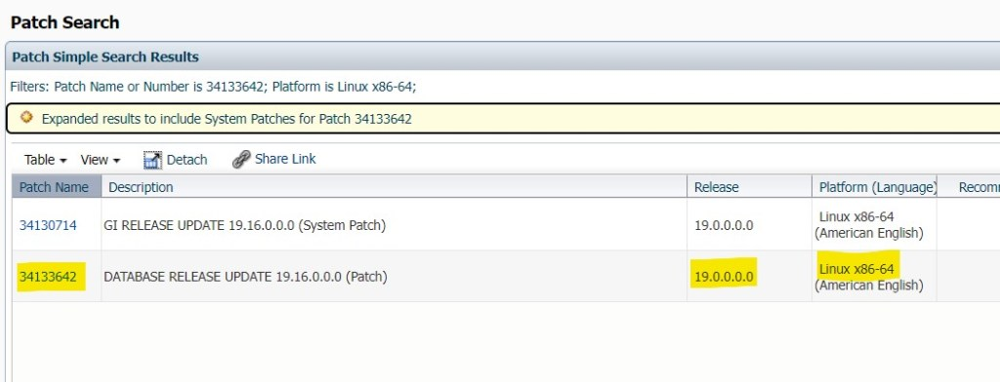 Patch Search
Patch Simple Search Results
Filters: Patch Name or Number is 34133642; Platform is Linux x86-64;
Expanded results to include System Patches for Patch 34133642
Table View Detach Share Link
Patch Name Description Release Platform (Language) Recomm
34130714 GI RELEASE UPDATE 19.16.0.0.0 (System Patch) 19.0.0.0.0 Linux x86-64
(American English)
34133642 DATABASE RELEASE UPDATE 19.16.0.0.0 (Patch) 19.0.0.0.0 Linux x86-64
(American English)